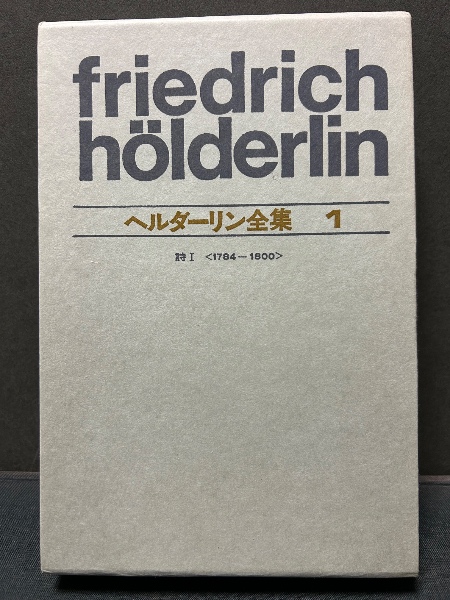 friedrich
hölderlin
ヘルダーリン全集 1
詩 I <1784—1800>